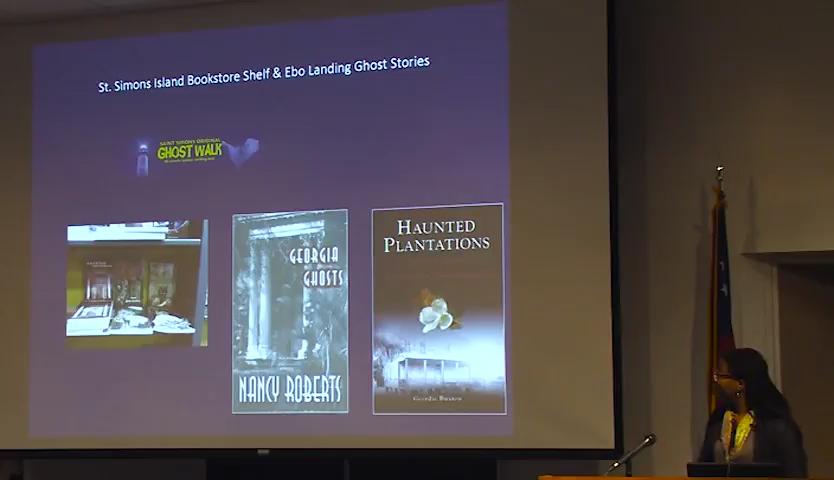 St. Simons Island Bookstore Shelf & Ebo Landing Ghost Stories
SAINT SIMONS ORIGINAL
GHOST WALK
GEORGIA
GHOSTS
NANCY ROBERTS
HAUNTED
PLANTATIONS